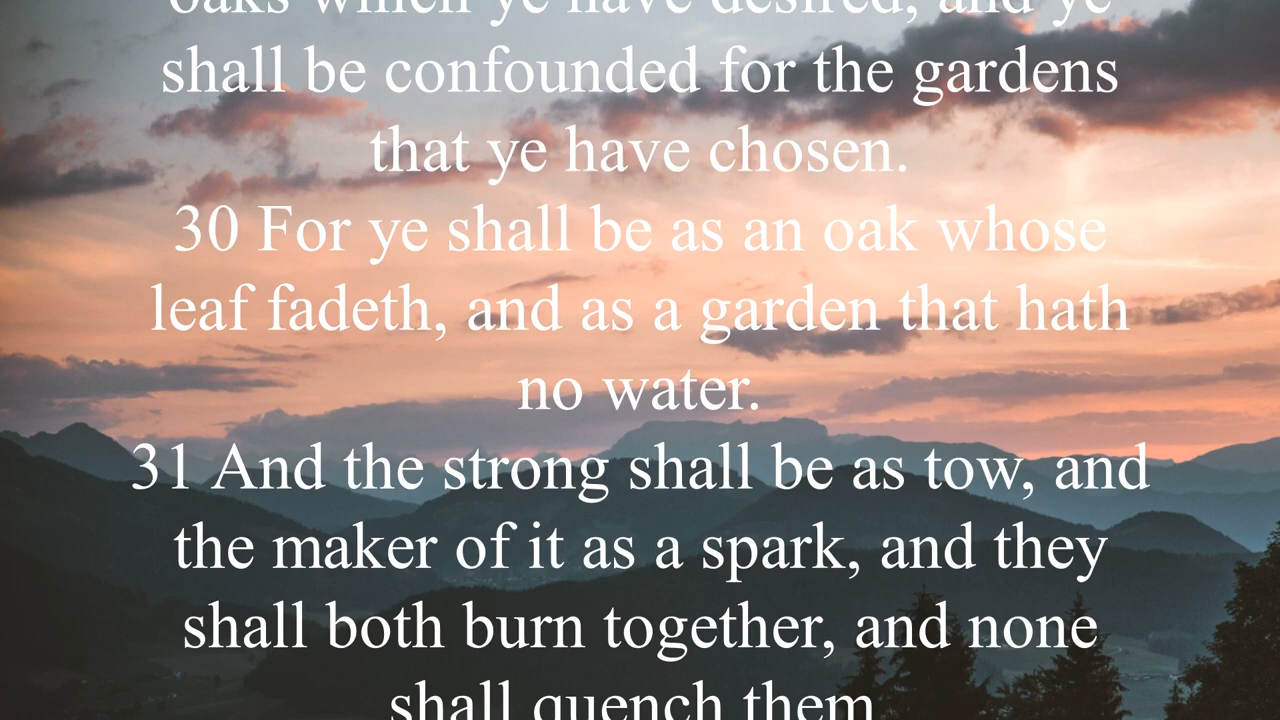 oaks which ye have desired, and ye
shall be confounded for the gardens
that ye have chosen.
30 For ye shall be as an oak whose
leaf fadeth, and as a garden that hath
no water.
31 And the strong shall be as tow, and
the maker of it as a spark, and they
shall both burn together, and none
shall quench them